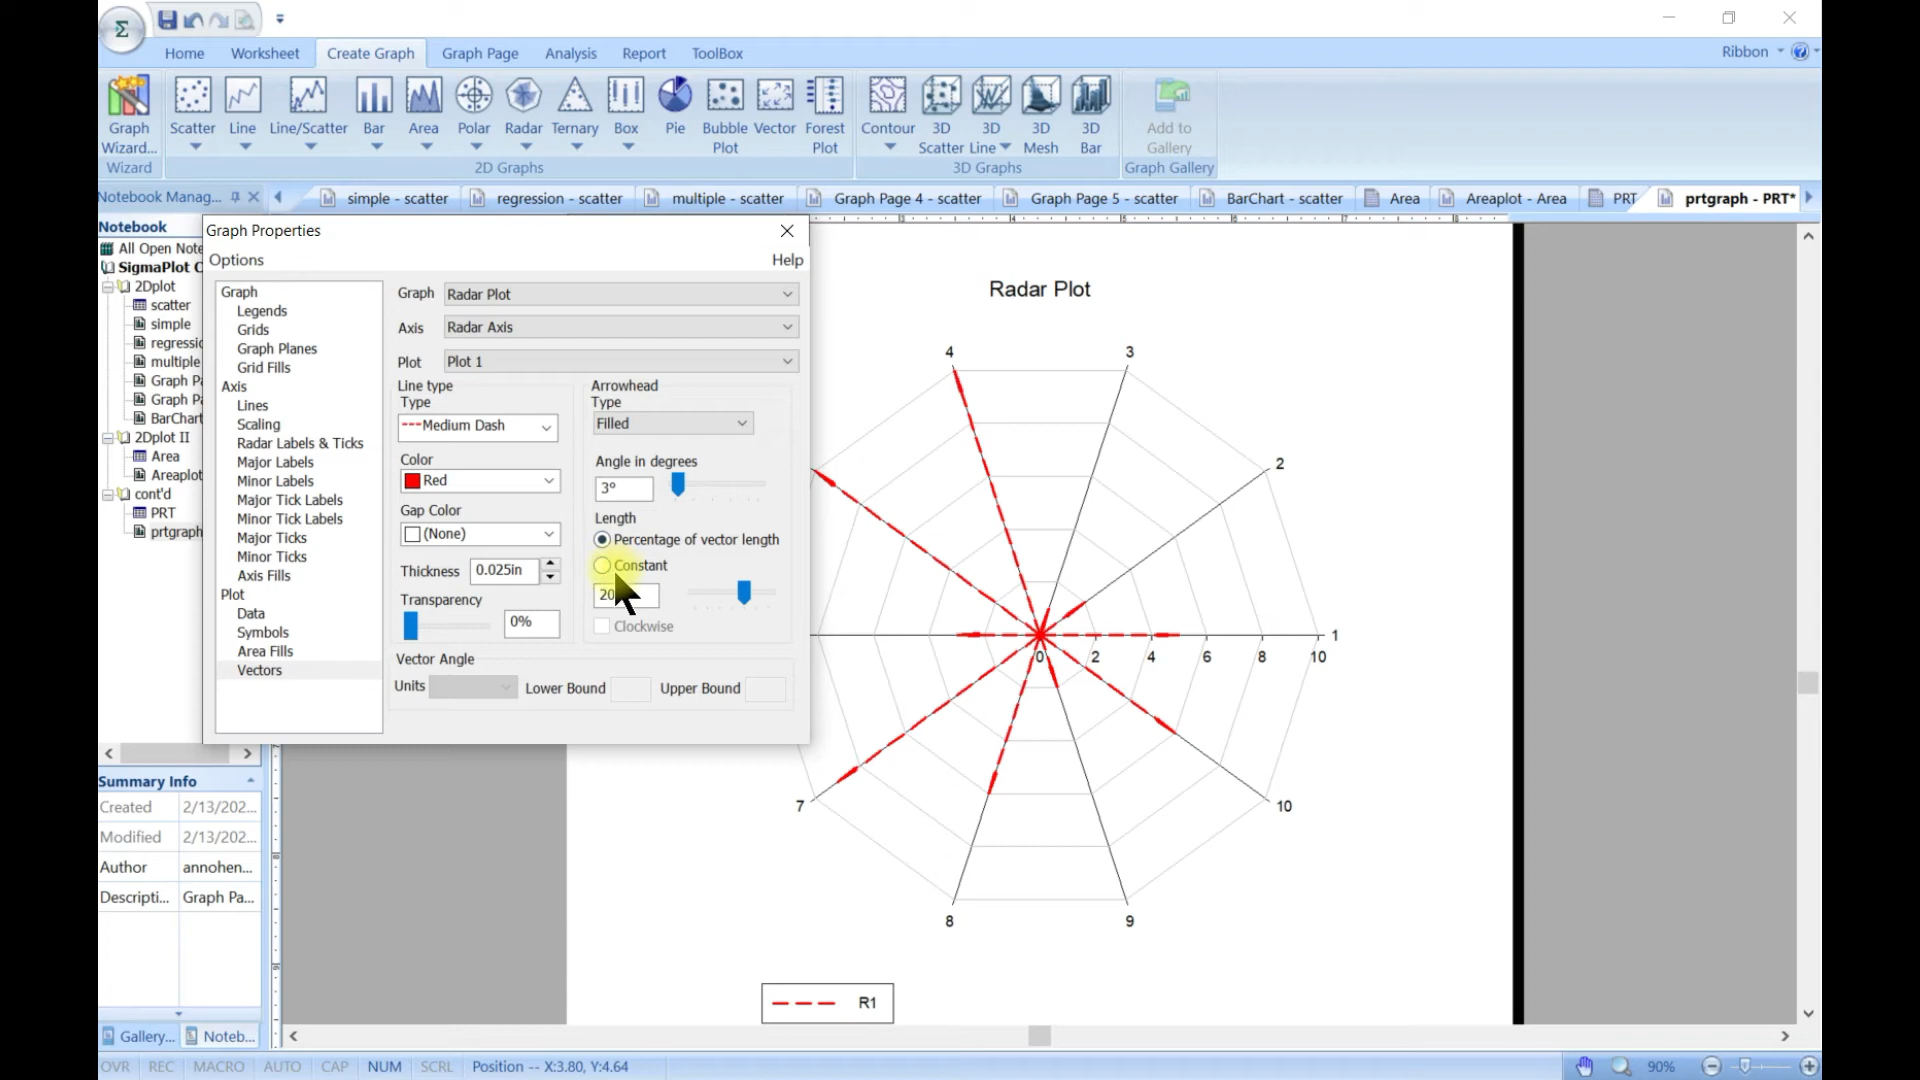 Σ
Home Worksheet Create Graph Graph Page Analysis Report ToolBox Ribbon
Graph Wizard... Scatter Line Line/Scatter Bar Area Polar Radar Ternary Box Pie Bubble Plot Vector Forest Plot Contour 3D Scatter 3D Line 3D Mesh 3D Bar Add to Gallery
Wizard 2D Graphs 3D Graphs Graph Gallery
Notebook Manag... simple - scatter regression - scatter multiple - scatter Graph Page 4 - scatter Graph Page 5 - scatter BarChart - scatter Area Areaplot - Area PRT prtgraph - PRT*
Notebook
All Open Note
SigmaPlot C
2Dplot
scatter
simple
regressio
multiple
Graph Pa
Graph Pa
BarChart
2Dplot II
Area
Areaplot
cont'd
PRT
prtgraph
Graph Properties
Options Help
Graph
Legends
Grids
Graph Planes
Grid Fills
Axis
Lines
Scaling
Radar Labels & Ticks
Major Labels
Minor Labels
Major Tick Labels
Minor Tick Labels
Major Ticks
Minor Ticks
Axis Fills
Plot
Data
Symbols
Area Fills
Vectors
Graph Radar Plot
Axis Radar Axis
Plot Plot 1
Line type
Type
Medium Dash
Color
Red
Gap Color
(None)
Thickness 0.025in
Transparency
0%
Arrowhead
Type
Filled
Angle in degrees
3°
Length
Percentage of vector length
Constant
20
Clockwise
Vector Angle
Units Lower Bound Upper Bound
Radar Plot
4 3
2
1
0 2 4 6 8 10
7 10
8 9
R1
Summary Info
Created 2/13/202...
Modified 2/13/202...
Author annohen...
Descripti... Graph Pa...
Gallery... Noteb...
OVR REC MACRO AUTO CAP NUM SCRL Position -- X:3.80, Y:4.64 90%